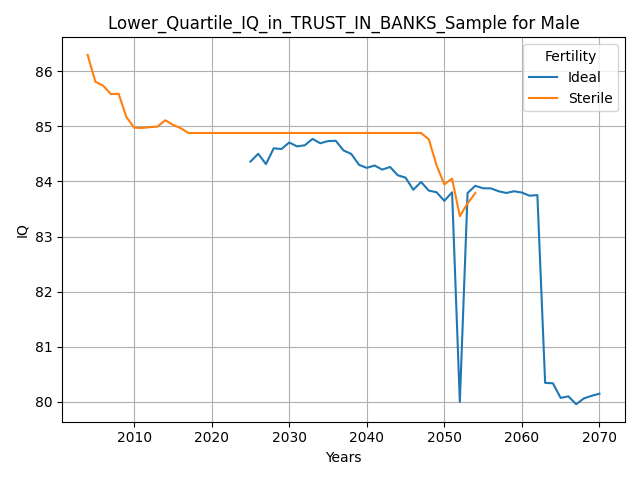 Lower_Quartile_IQ_in_TRUST_IN_BANKS_Sample for Male
Fertility
Ideal
Sterile
86
85
84
83
82
81
80
IQ
2010 2020 2030 2040 2050 2060 2070
Years